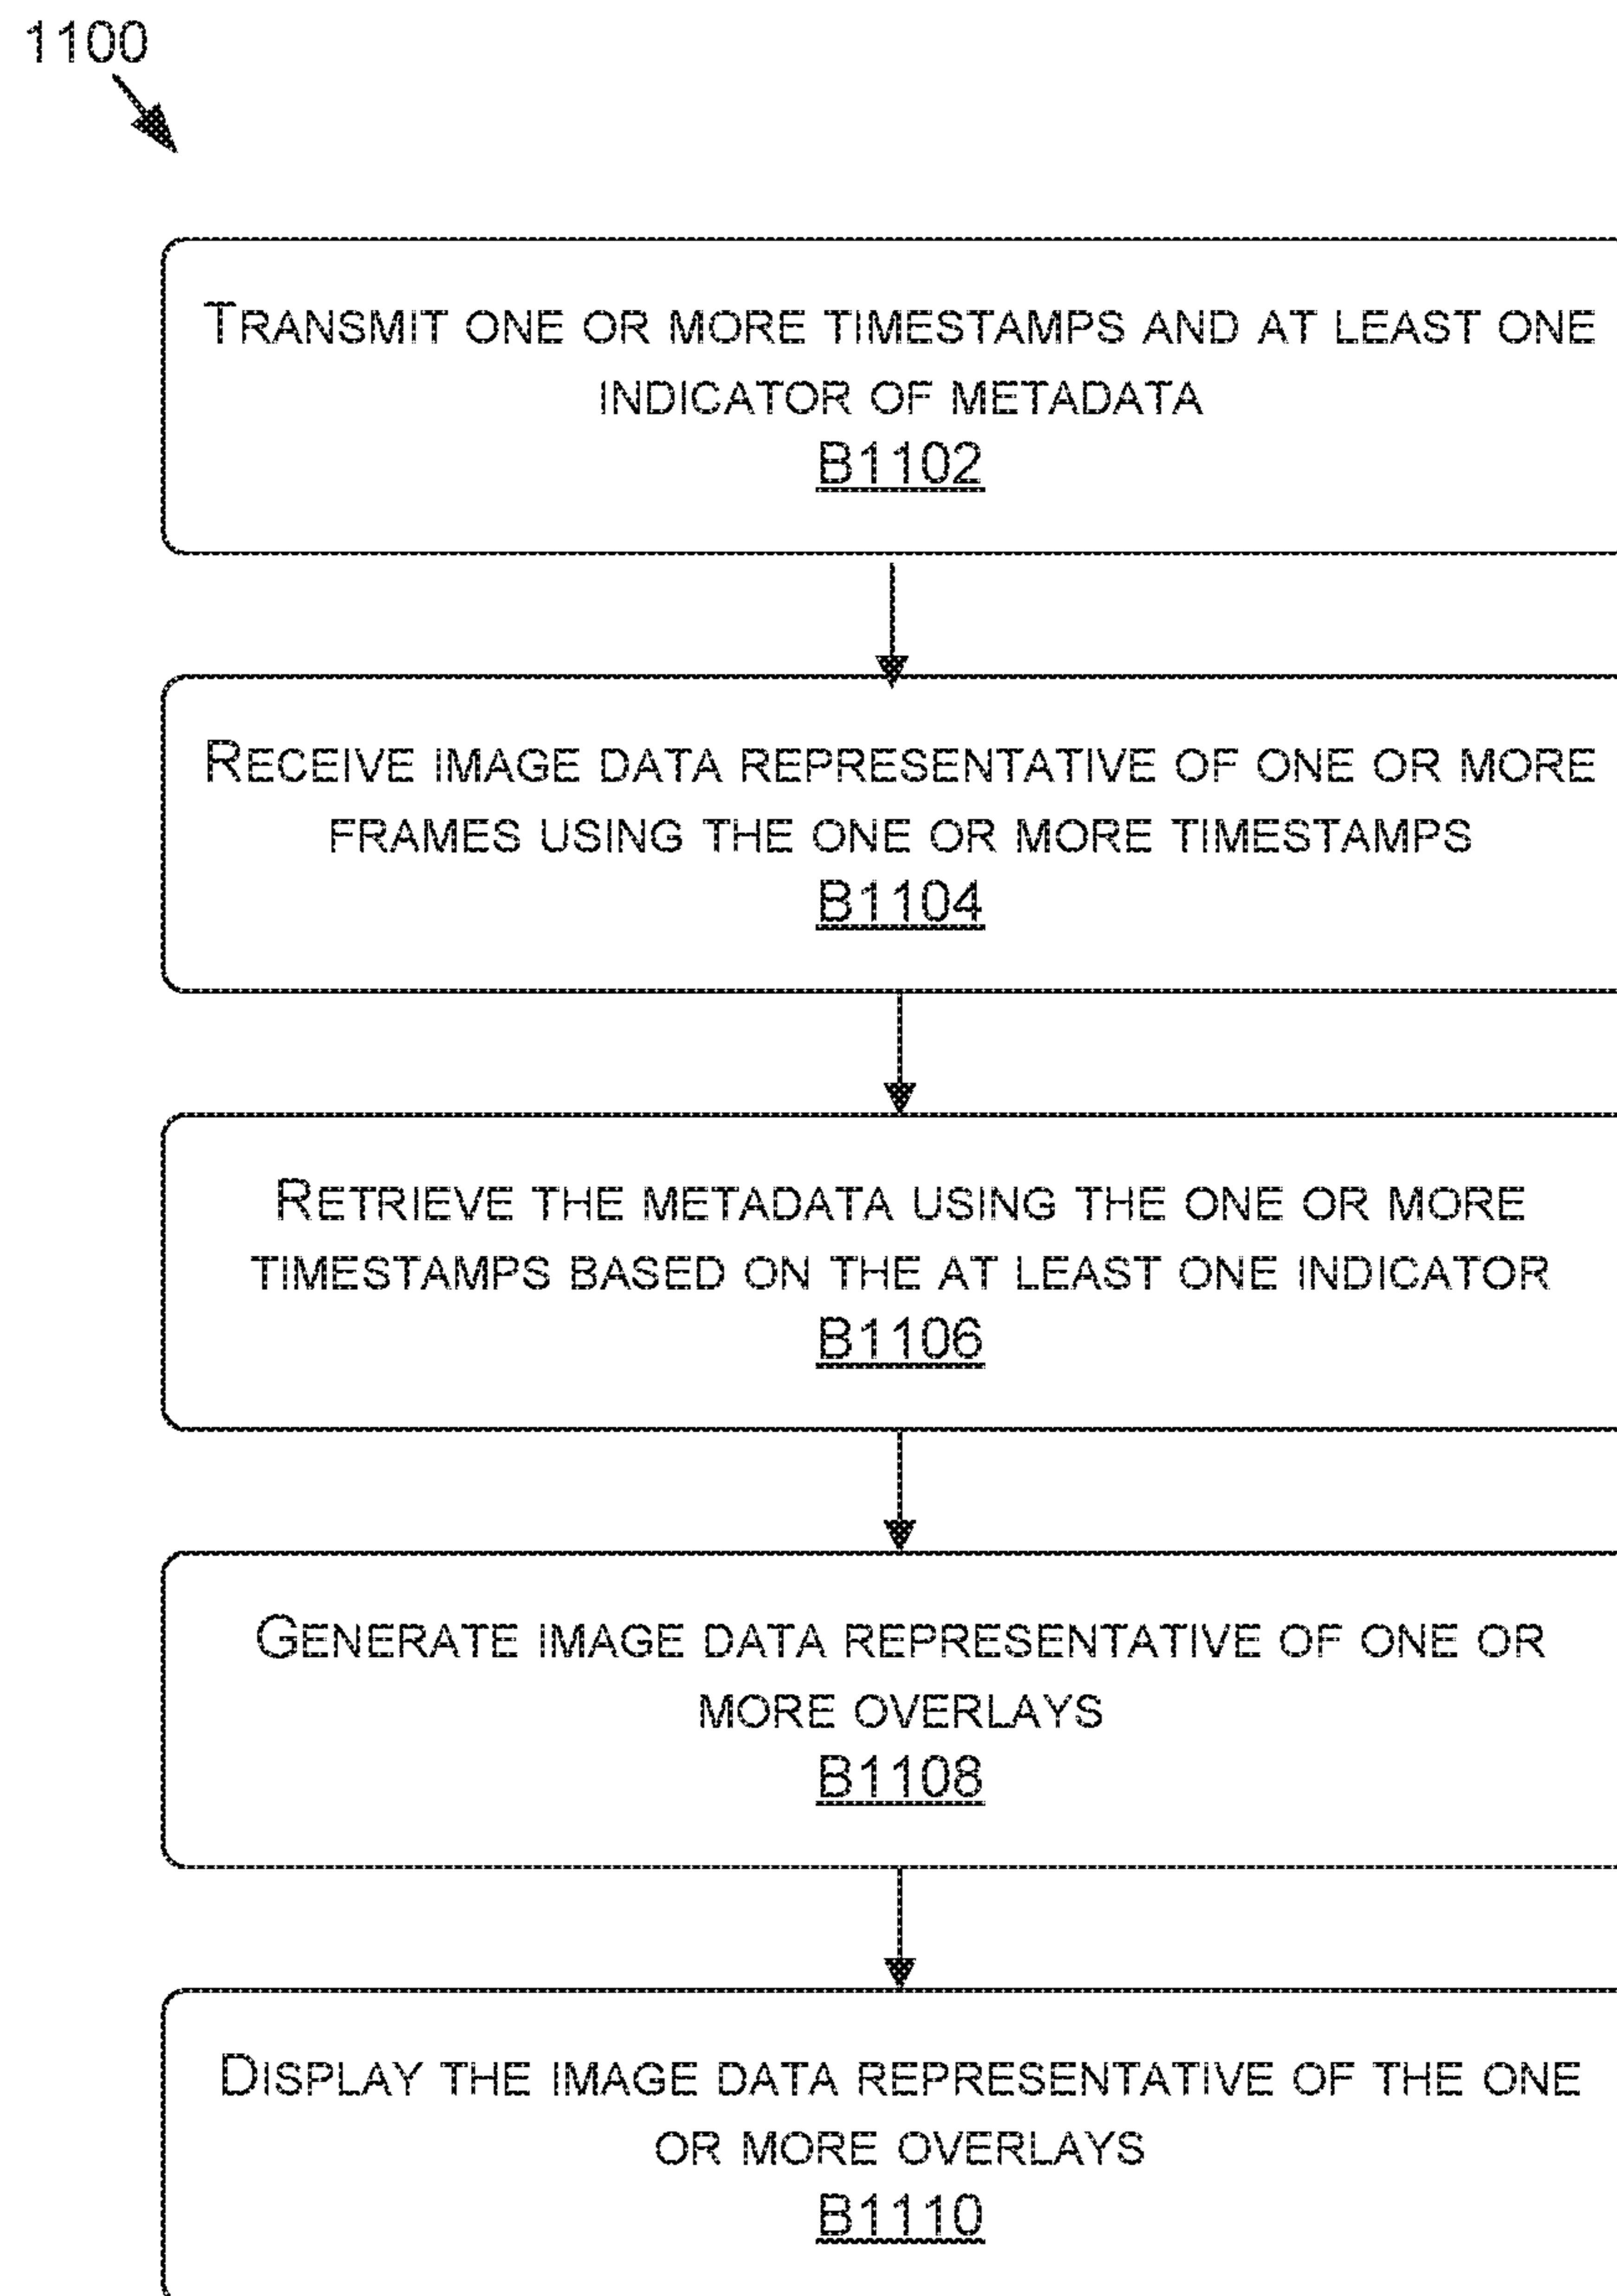 1100
TRANSMIT ONE OR MORE TIMESTAMPS AND AT LEAST ONE
INDICATOR OF METADATA
B1102
RECEIVE IMAGE DATA REPRESENTATIVE OF ONE OR MORE
FRAMES USING THE ONE OR MORE TIMESTAMPS
B1104
RETRIEVE THE METADATA USING THE ONE OR MORE
TIMESTAMPS BASED ON THE AT LEAST ONE INDICATOR
B1106
GENERATE IMAGE DATA REPRESENTATIVE OF ONE OR
MORE OVERLAYS
B1108
DISPLAY THE IMAGE DATA REPRESENTATIVE OF THE ONE
OR MORE OVERLAYS
B1110